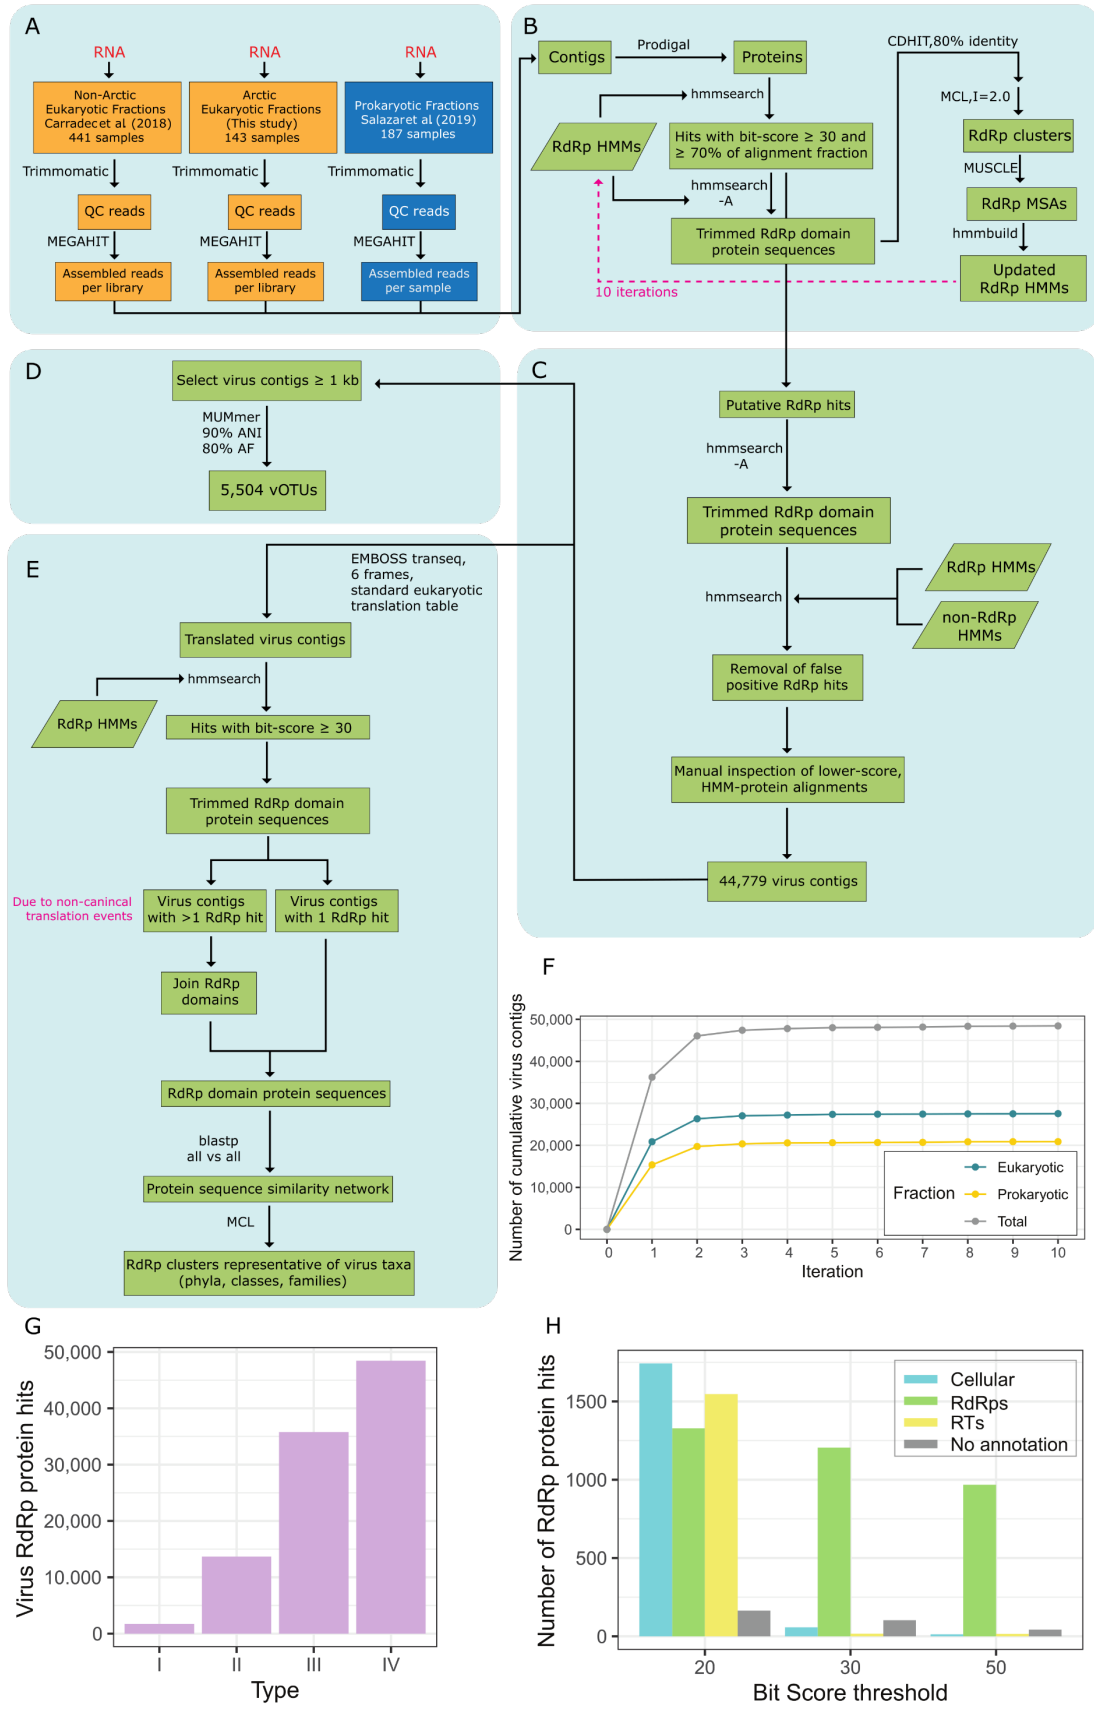 A
RNA
RNA
RNA
Non-Arctic
Eukaryotic Fractions
Carradec et al. (2018)
441 samples
Arctic
Eukaryotic Fractions
(This study)
143 samples
Prokaryotic Fractions
Salazar et al. (2019)
187 samples
Trimmomatic
Trimmomatic
Trimmomatic
QC reads
QC reads
QC reads
MEGAHIT
MEGAHIT
MEGAHIT
Assembled reads
per library
Assembled reads
per library
Assembled reads
per sample
B
Contigs
Prodigal
Proteins
hmmsearch
RdRp HMMs
Hits with bit-score ≥ 30 and
≥ 70% of alignment fraction
hmmsearch
-A
Trimmed RdRp domain
protein sequences
10 iterations
CDHIT,80% identity
MCL,I=2.0
RdRp clusters
MUSCLE
RdRp MSAs
hmmbuild
Updated
RdRp HMMs
C
Putative RdRp hits
hmmsearch
-A
Trimmed RdRp domain
protein sequences
hmmsearch
RdRp HMMs
non-RdRp
HMMs
Removal of false
positive RdRp hits
Manual inspection of lower-score,
HMM-protein alignments
44,779 virus contigs
D
Select virus contigs ≥ 1 kb
MUMmer
90% ANI
80% AF
5,504 vOTUs
E
EMBOSS transeq,
6 frames,
standard eukaryotic
translation table
Translated virus contigs
hmmsearch
RdRp HMMs
Hits with bit-score ≥ 30
Trimmed RdRp domain
protein sequences
Due to non-canincal
translation events
Virus contigs
with >1 RdRp hit
Virus contigs
with 1 RdRp hit
Join RdRp
domains
RdRp domain protein sequences
blastp
all vs all
Protein sequence similarity network
MCL
RdRp clusters representative of virus taxa
(phyla, classes, families)
F
Number of cumulative virus contigs
50,000
40,000
30,000
20,000
10,000
0
0 1 2 3 4 5 6 7 8 9 10
Iteration
Fraction
Eukaryotic
Prokaryotic
Total
G
Virus RdRp protein hits
50,000
40,000
30,000
20,000
10.000
0
I II III IV
Type
H
Number of RdRp protein hits
1500
1000
500
0
20 30 50
Bit Score threshold
Cellular
RdRps
RTs
No annotation